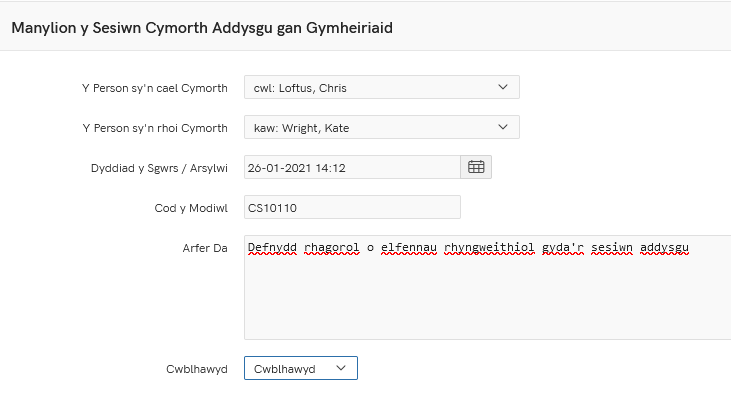 Manylion y Sesiwn Cymorth Addysgu gan Gymheiriaid
Y Person sy'n cael Cymorth cwl: Loftus, Chris
Y Person sy'n rhoi Cymorth kaw: Wright, Kate
Dyddiad y Sgwrs / Arsylwi 26-01-2021 14:12
Cod y Modiwl CS10110
Arfer Da Defnydd rhagorol o elfennau rhyngweithiol gyda'r sesiwn addysgu
Cwblhawyd Cwblhawyd